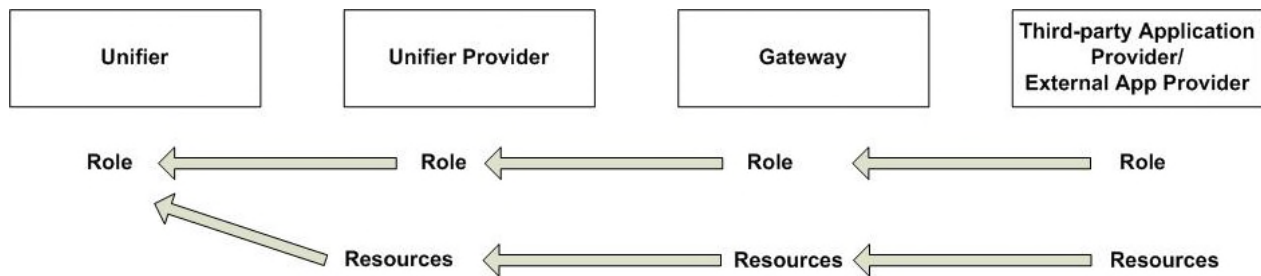 Unifier
Unifier Provider
Gateway
Third-party Application
Provider/
External App Provider
Role
Role
Role
Role
Resources
Resources
Resources